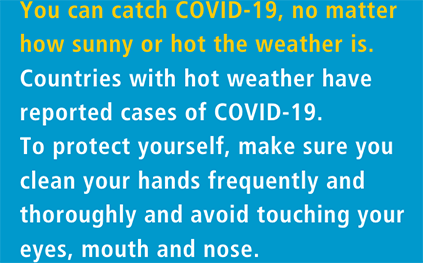 You can catch COVID-19, no matter
how sunny or hot the weather is.
Countries with hot weather have
reported cases of COVID-19.
To protect yourself, make sure you
clean your hands frequently and
thoroughly and avoid touching your
eyes, mouth and nose.